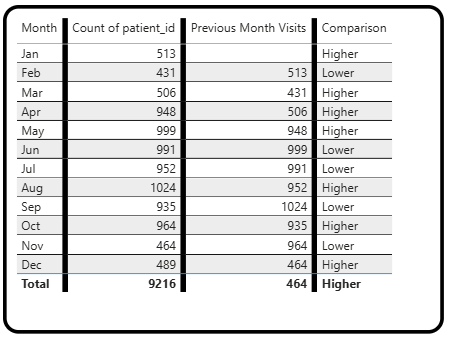 Month Count of patient_id Previous Month Visits Comparison
Jan 513 Higher
Feb 431 513 Lower
Mar 506 431 Higher
Apr 948 506 Higher
May 999 948 Higher
Jun 991 999 Lower
Jul 952 991 Lower
Aug 1024 952 Higher
Sep 935 1024 Lower
Oct 964 935 Higher
Nov 464 964 Lower
Dec 489 464 Higher
Total 9216 464 Higher